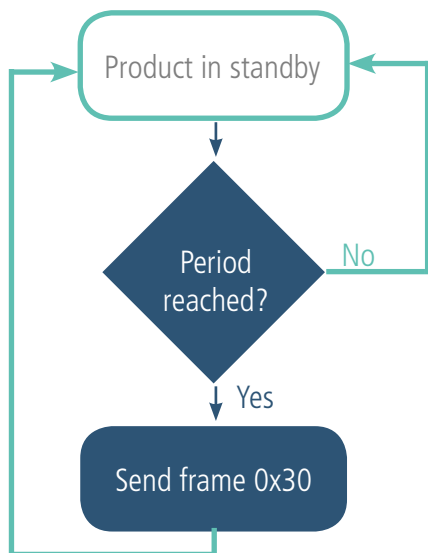 Product in standby
Period
reached?
No
Yes
Send frame 0x30